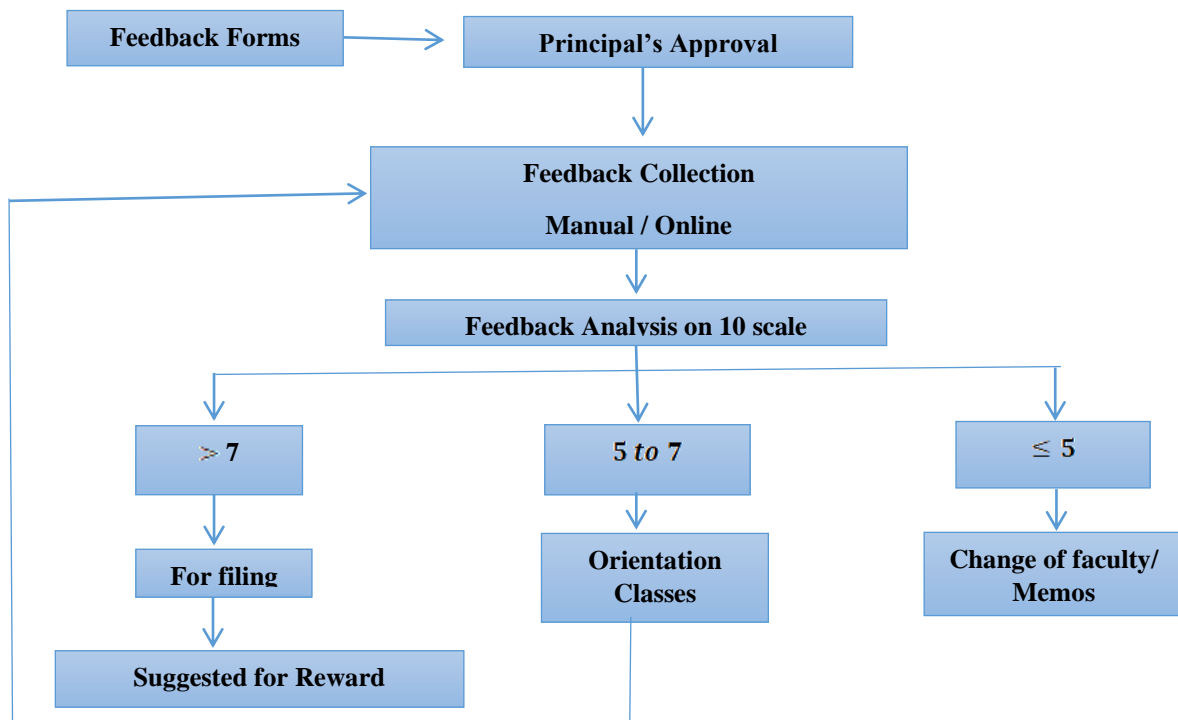 Feedback Forms
Principal’s Approval
Feedback Collection
Manual / Online
Feedback Analysis on 10 scale
> 7
5 to 7
≤ 5
For filing
Orientation
Classes
Change of faculty/
Memos
Suggested for Reward